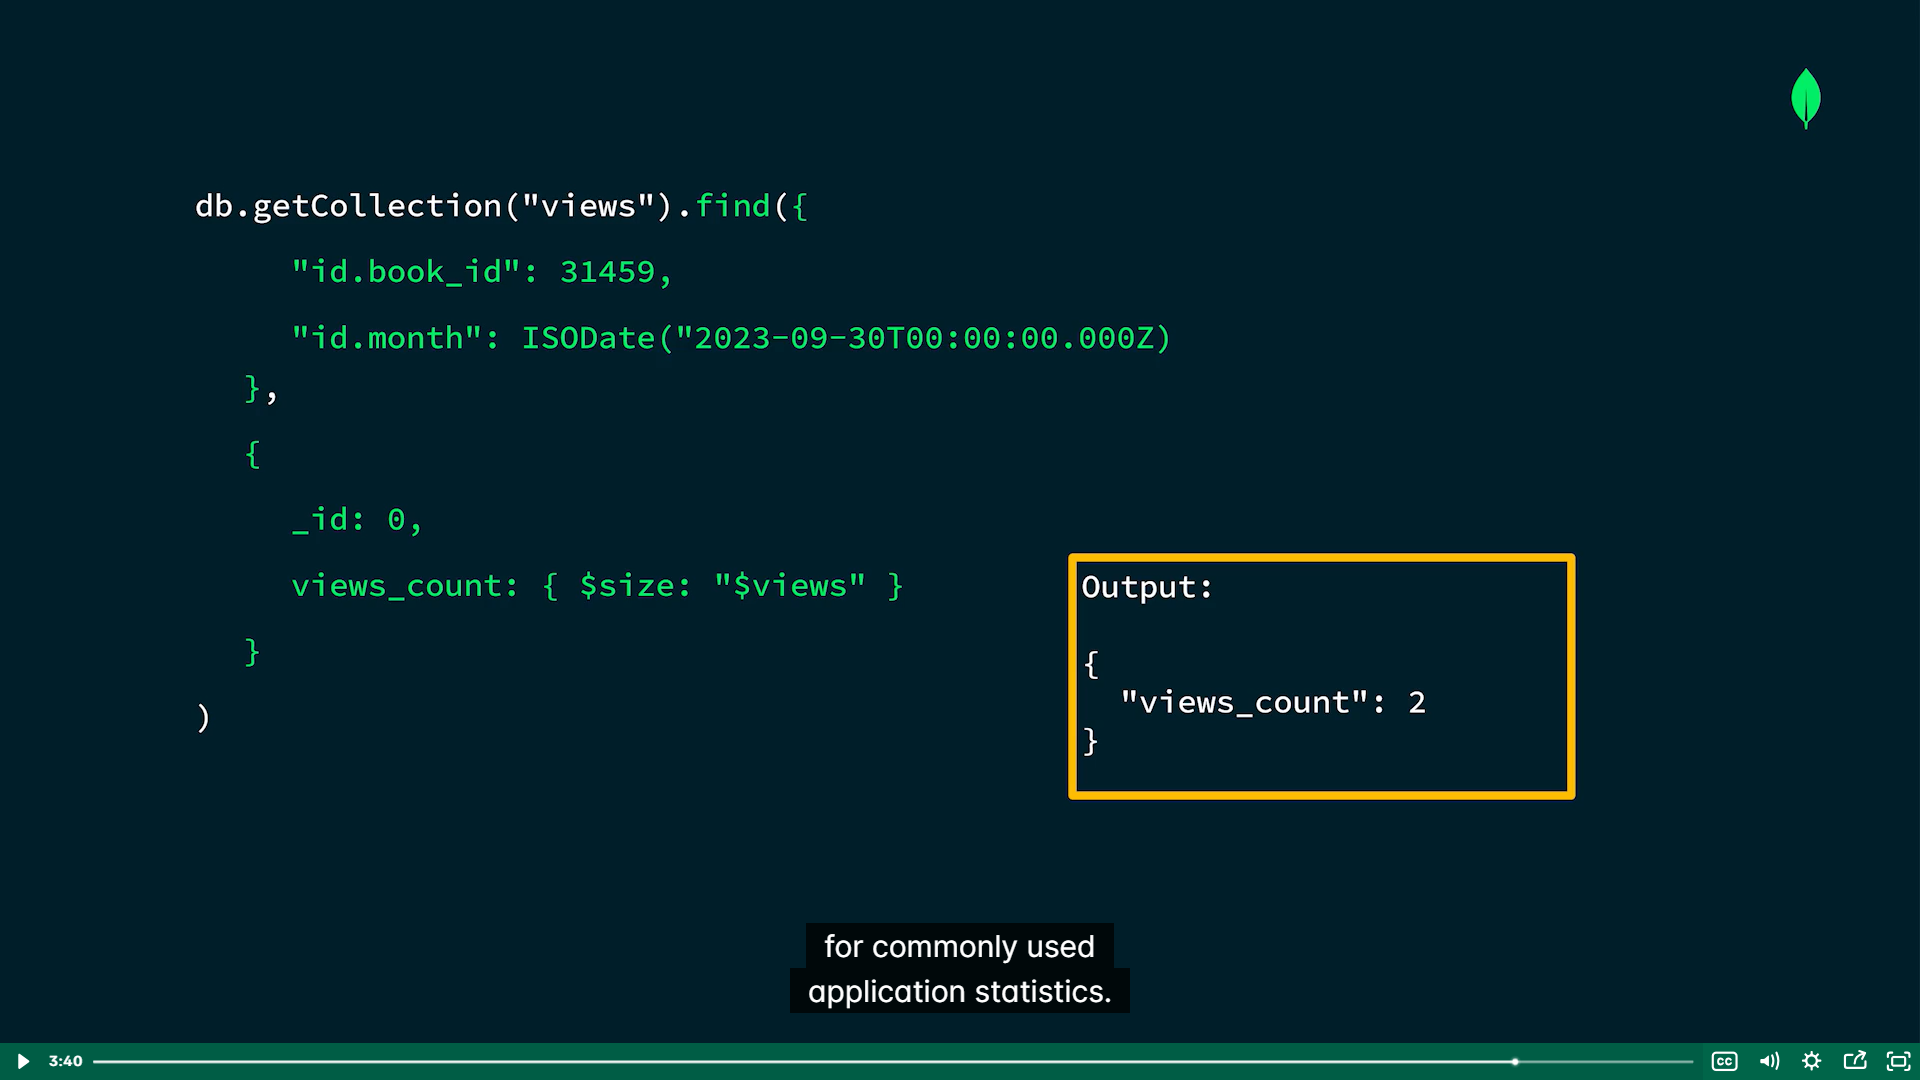 db.getCollection("views").find({
"id.book_id": 31459,
"id.month": ISODate("2023-09-30T00:00:00.000Z)
},
{
_id: 0,
views_count: { $size: "$views" }
}
)
Output:
{
"views_count": 2
}
for commonly used
application statistics.
3:40
CC